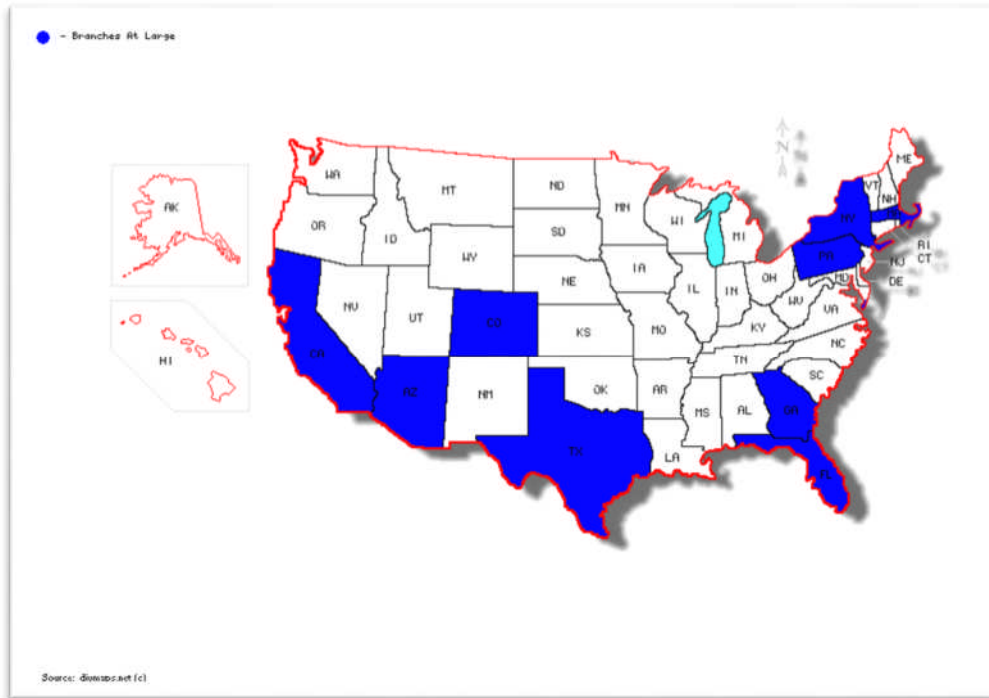 - Branches At Large
N
WA
MT
ND
MN
ME
VT
NH
AK
OR
ID
SD
WI
MI
NY
WY
RI
CT
IA
PA
NJ
NE
OH
MD
DE
IL
IN
NV
UT
CO
WV
VA
KS
MO
KY
HI
CA
NC
TN
AZ
NM
OK
AR
SC
MS
AL
GA
TX
LA
FL
Source: diymaps.net (c)